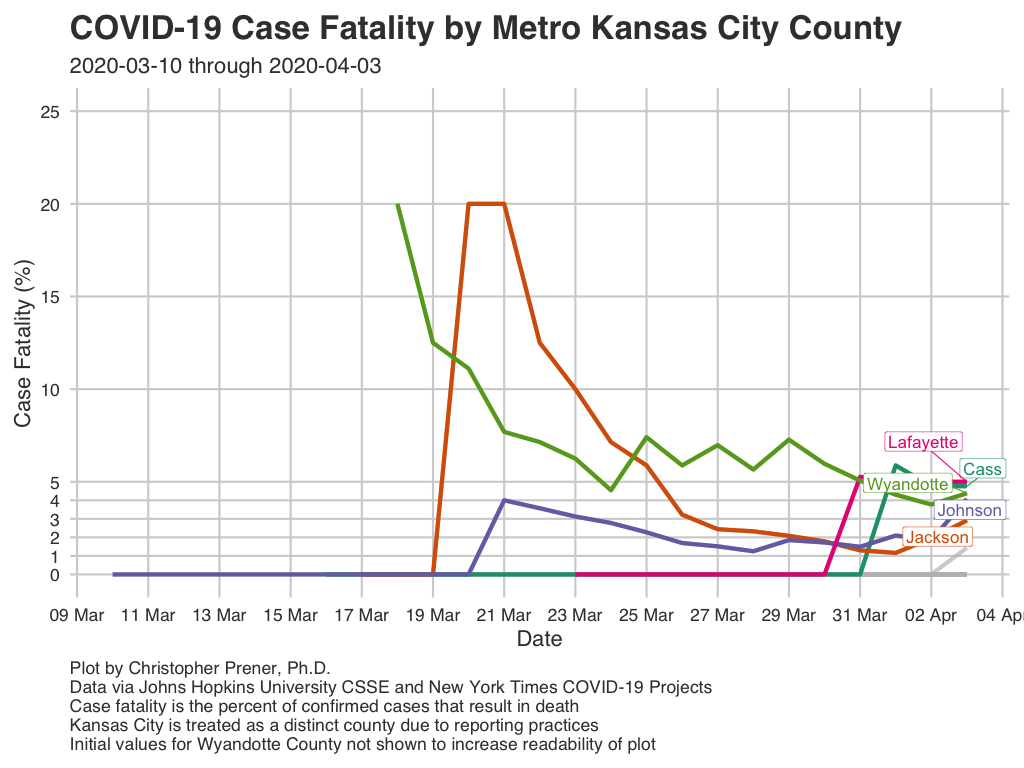 COVID-19 Case Fatality by Metro Kansas City County
2020-03-10 through 2020-04-03
Case Fatality (%)
25
20
15
10
5
4
3
2
1
0
Lafayette
Cass
Wyandotte
Johnson
Jackson
09 Mar 11 Mar 13 Mar 15 Mar 17 Mar 19 Mar 21 Mar 23 Mar 25 Mar 27 Mar 29 Mar 31 Mar 02 Apr 04 Apr
Date
Plot by Christopher Prener, Ph.D.
Data via Johns Hopkins University CSSE and New York Times COVID-19 Projects
Case fatality is the percent of confirmed cases that result in death
Kansas City is treated as a distinct county due to reporting practices
Initial values for Wyandotte County not shown to increase readability of plot